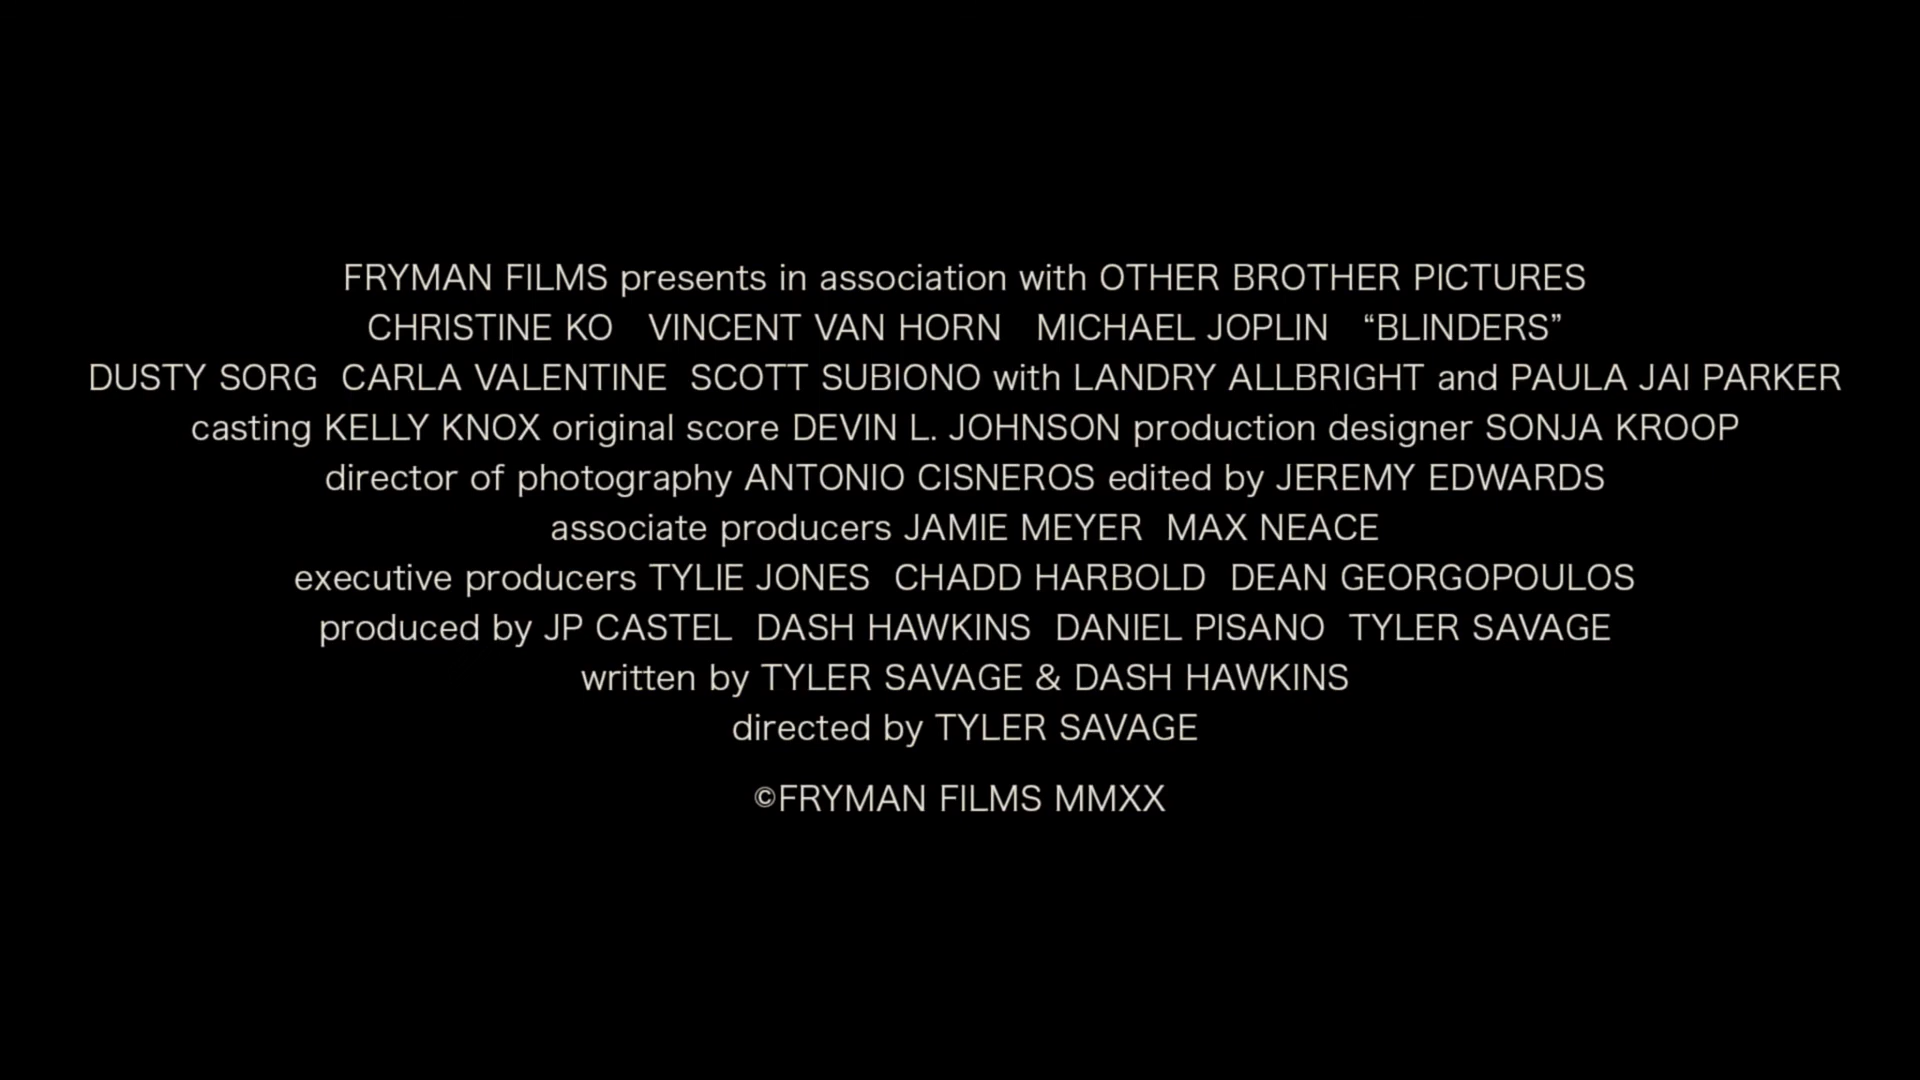 FRYMAN FILMS presents in association with OTHER BROTHER PICTURES
CHRISTINE KO VINCENT VAN HORN MICHAEL JOPLIN “BLINDERS”
DUSTY SORG CARLA VALENTINE SCOTT SUBIONO with LANDRY ALLBRIGHT and PAULA JAI PARKER
casting KELLY KNOX original score DEVIN L. JOHNSON production designer SONJA KROOP
director of photography ANTONIO CISNEROS edited by JEREMY EDWARDS
associate producers JAMIE MEYER MAX NEACE
executive producers TYLIE JONES CHADD HARBOLD DEAN GEORGOPOULOS
produced by JP CASTEL DASH HAWKINS DANIEL PISANO TYLER SAVAGE
written by TYLER SAVAGE & DASH HAWKINS
directed by TYLER SAVAGE
©FRYMAN FILMS MMXX